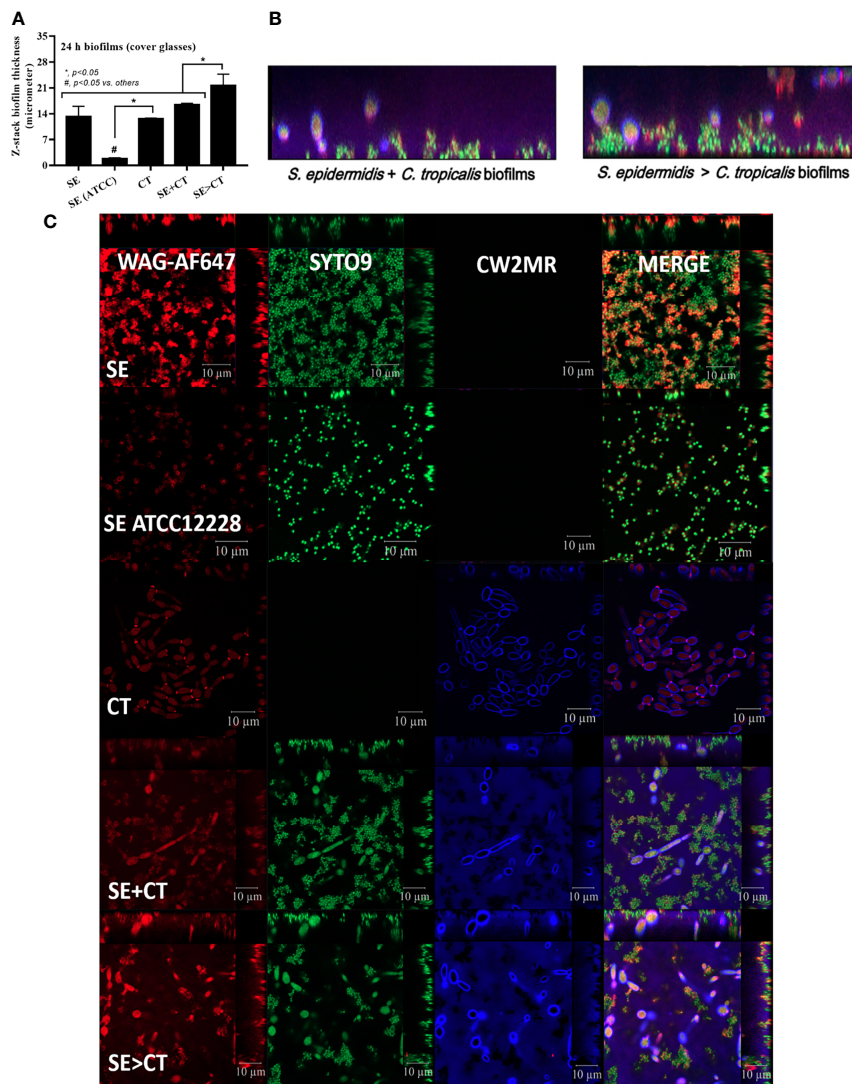 A
24 h biofilms (cover glasses)
*, p<0.05
#, p<0.05 vs. others
Z-stack biofilm thickness
(micrometer)
35
28
21
14
7
0
*
*
#
SE
SE (ATCC)
CT
SE+CT
SE>CT
B
S. epidermidis + C. tropicalis biofilms
S. epidermidis > C. tropicalis biofilms
C
WAG-AF647 SYTO9 CW2MR MERGE
SE
10 µm 10 µm 10 µm 10 µm
SE ATCC12228
10 µm 10 µm 10 µm 10 µm
CT
10 µm 10 µm 10 µm 10 µm
SE+CT
10 µm 10 µm 10 µm 10 µm
SE>CT
10 µm 10 µm 10 µm 10 µm